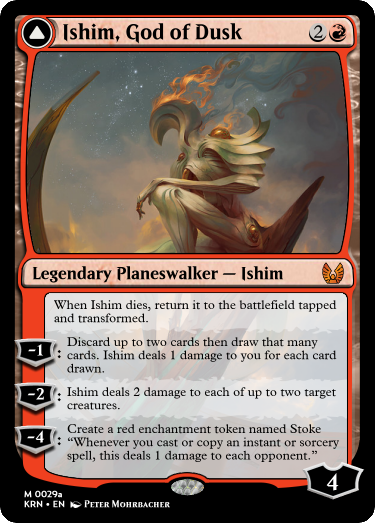 Ishim, God of Dusk 2
Legendary Planeswalker — Ishim
When Ishim dies, return it to the battlefield tapped
and transformed.
-1: Discard up to two cards then draw that many
cards. Ishim deals 1 damage to you for each card
drawn.
-2: Ishim deals 2 damage to each of up to two target
creatures.
-4: Create a red enchantment token named Stoke
“Whenever you cast or copy an instant or sorcery
spell, this deals 1 damage to each opponent.”
4
M 0029a
KRN • EN Peter Mohrbacher